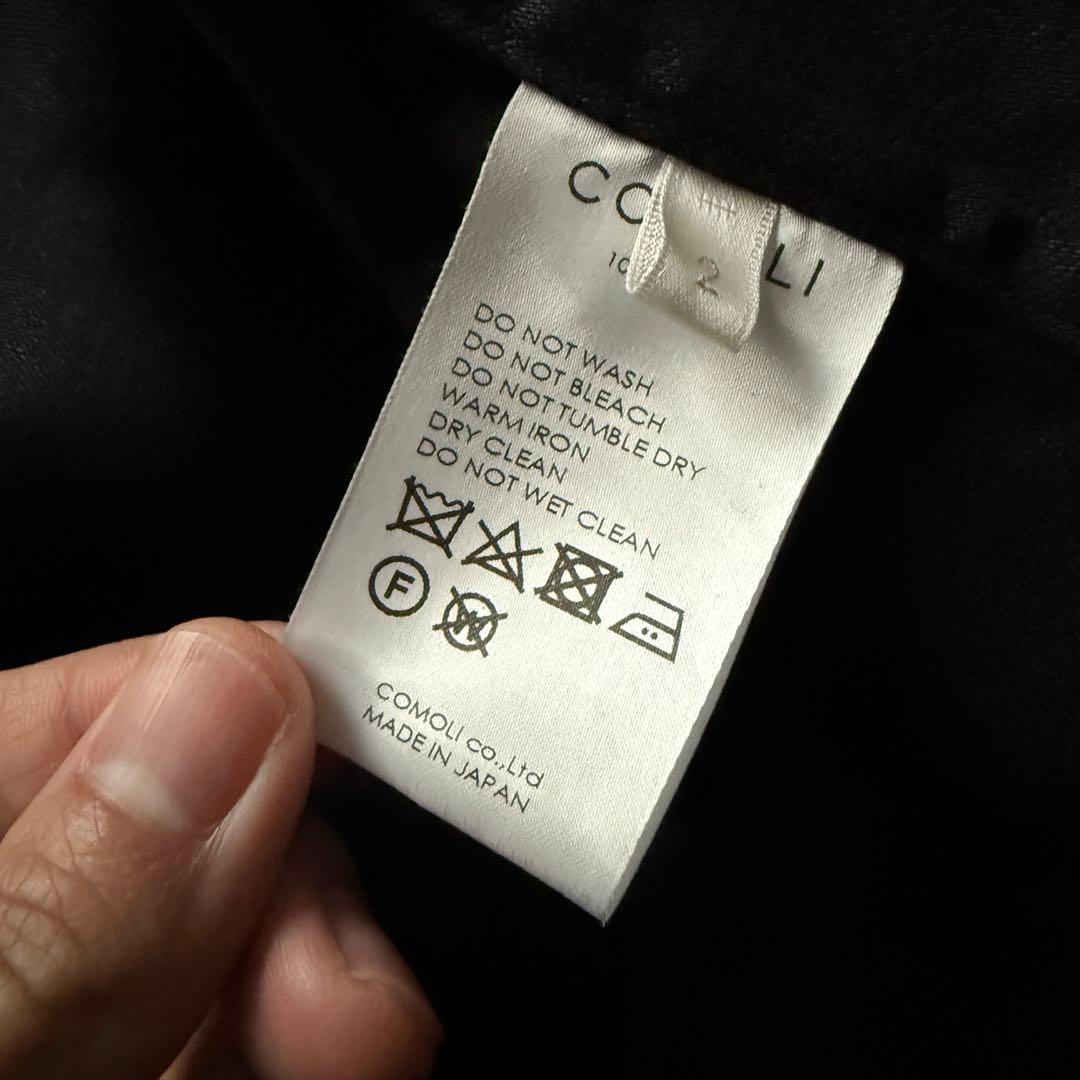 CO LI
2
DO NOT WASH
DO NOT BLEACH
DO NOT TUMBLE DRY
WARM IRON
DRY CLEAN
DO NOT WET CLEAN
F W
COMOLI co.,Ltd
MADE IN JAPAN